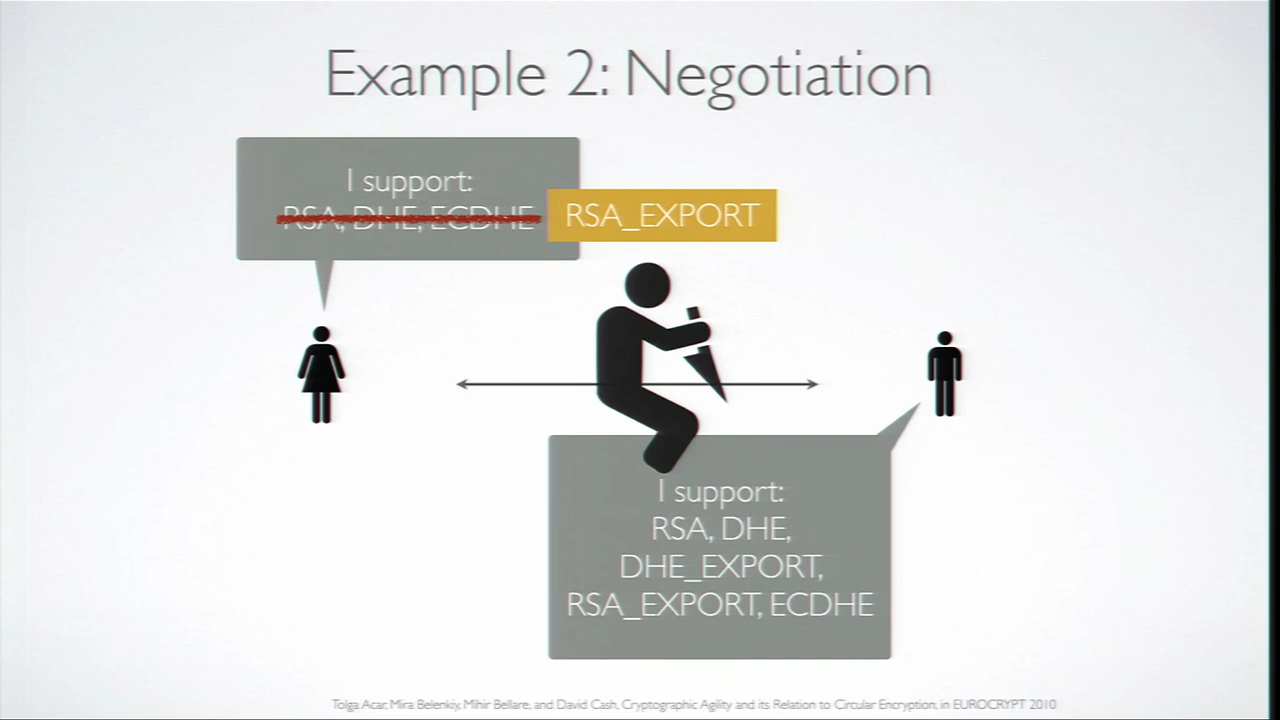 Example 2: Negotiation
I support:
RSA, DHE, ECDHE
RSA_EXPORT
I support:
RSA, DHE,
DHE_EXPORT,
RSA_EXPORT, ECDHE
Tolga Acar, Mira Belenkiy, Mihir Bellare, and David Cash, Cryptographic Agility and its Relation to Circular Encryption, in EUROCRYPT 2010